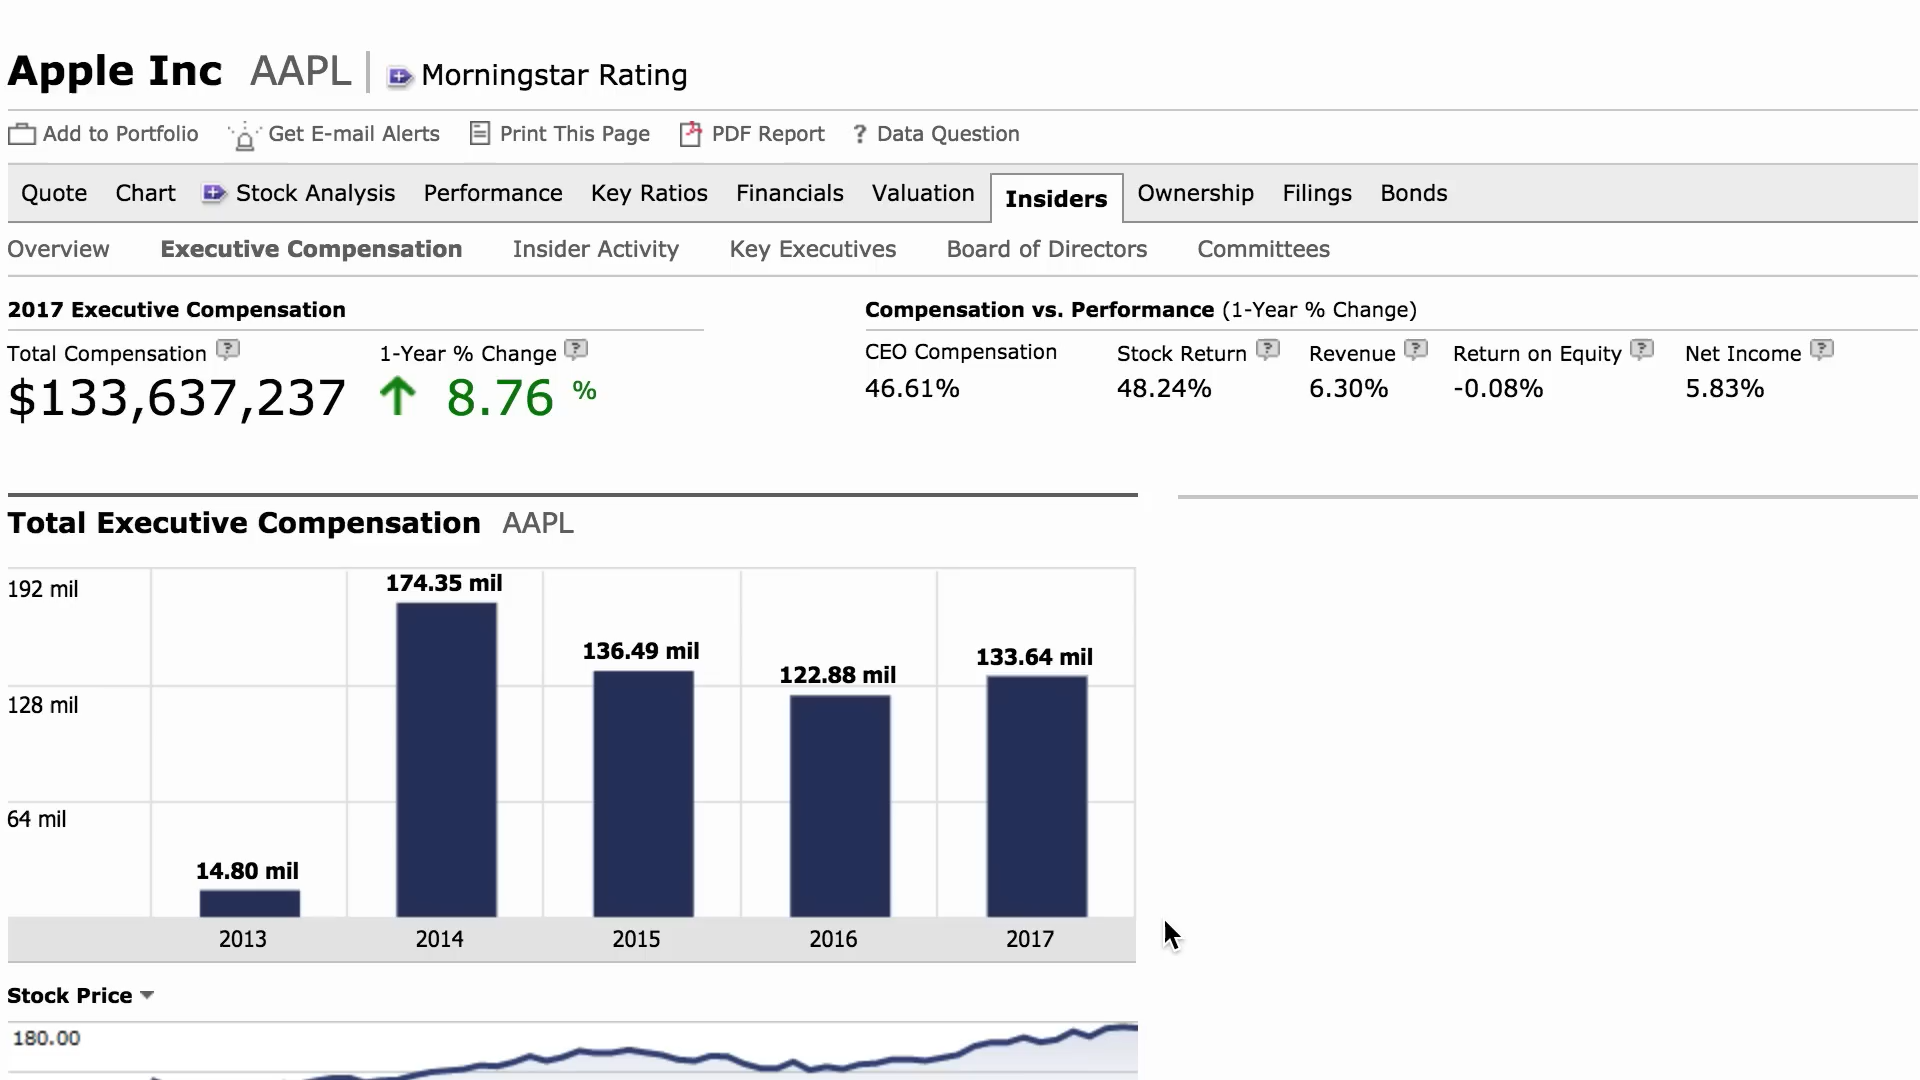 Apple Inc AAPL Morningstar Rating
Add to Portfolio Get E-mail Alerts Print This Page PDF Report ? Data Question
Quote Chart Stock Analysis Performance Key Ratios Financials Valuation Insiders Ownership Filings Bonds
Overview Executive Compensation Insider Activity Key Executives Board of Directors Committees
2017 Executive Compensation
Total Compensation ? 1-Year % Change ?
$133,637,237 8.76 %
Compensation vs. Performance (1-Year % Change)
CEO Compensation Stock Return ? Revenue ? Return on Equity ? Net Income ?
46.61% 48.24% 6.30% -0.08% 5.83%
Total Executive Compensation AAPL
192 mil
128 mil
64 mil
14.80 mil
174.35 mil
136.49 mil
122.88 mil
133.64 mil
2013 2014 2015 2016 2017
Stock Price
180.00